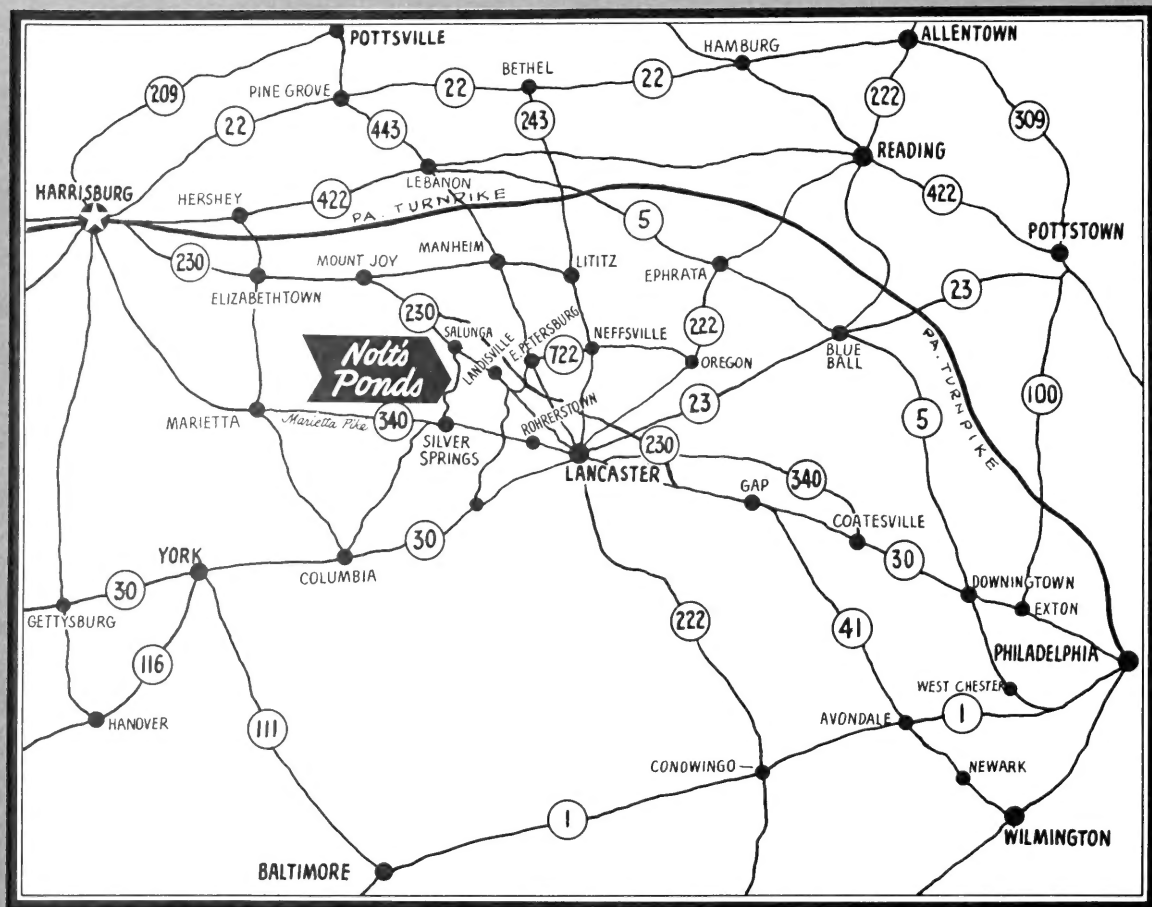 POTTSVILLE
ALLENTOWN
HAMBURG
BETHEL
209
PINE GROVE
22
22
222
22
443
243
309
READING
HARRISBURG
HERSHEY
422
LEBANON
PA. TURNPIKE
422
5
POTTSTOWN
230
MOUNT JOY
MANHEIM
LITITZ
EPHRATA
ELIZABETHTOWN
23
230
SALUNGA
LANDISVILLE
E. PETERSBURG
NEFFSVILLE
222
Nolt's
Ponds
722
OREGON
BLUE
BALL
PA. TURNPIKE
23
100
MARIETTA
Marietta Pike
340
SILVER
SPRINGS
ROHRERSTOWN
5
230
LANCASTER
340
GAP
COATESVILLE
30
YORK
COLUMBIA
30
30
DOWNINGTOWN
EXTON
GETTYSBURG
222
41
PHILADELPHIA
116
WEST CHESTER
HANOVER
111
AVONDALE
1
CONOWINGO
NEWARK
1
WILMINGTON
BALTIMORE